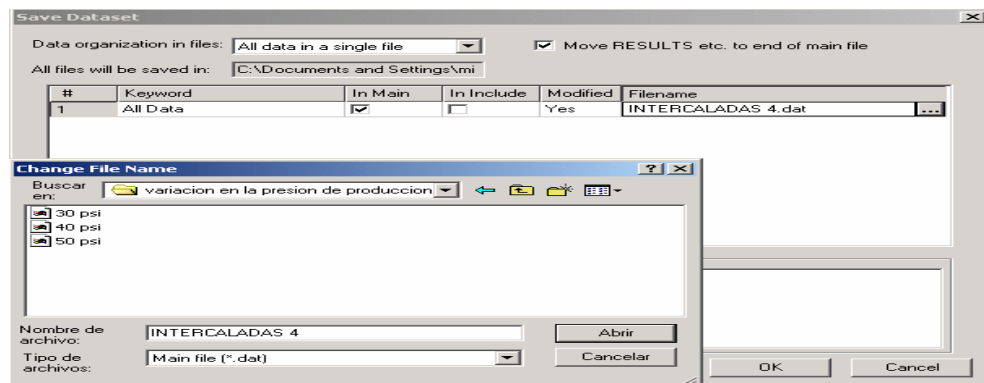 Save Dataset
Data organization in files: All data in a single file
Move RESULTS etc. to end of main file
All files will be saved in: C:\Documents and Settings\mi
# Keyword In Main In Include Modified Filename
1 All Data Yes INTERCALADAS 4.dat ...
Change File Name
Buscar en: variacion en la presion de produccion
30 psi
40 psi
50 psi
Nombre de archivo: INTERCALADAS 4
Abrir
Tipo de archivos: Main file (*.dat)
Cancelar
OK
Cancel